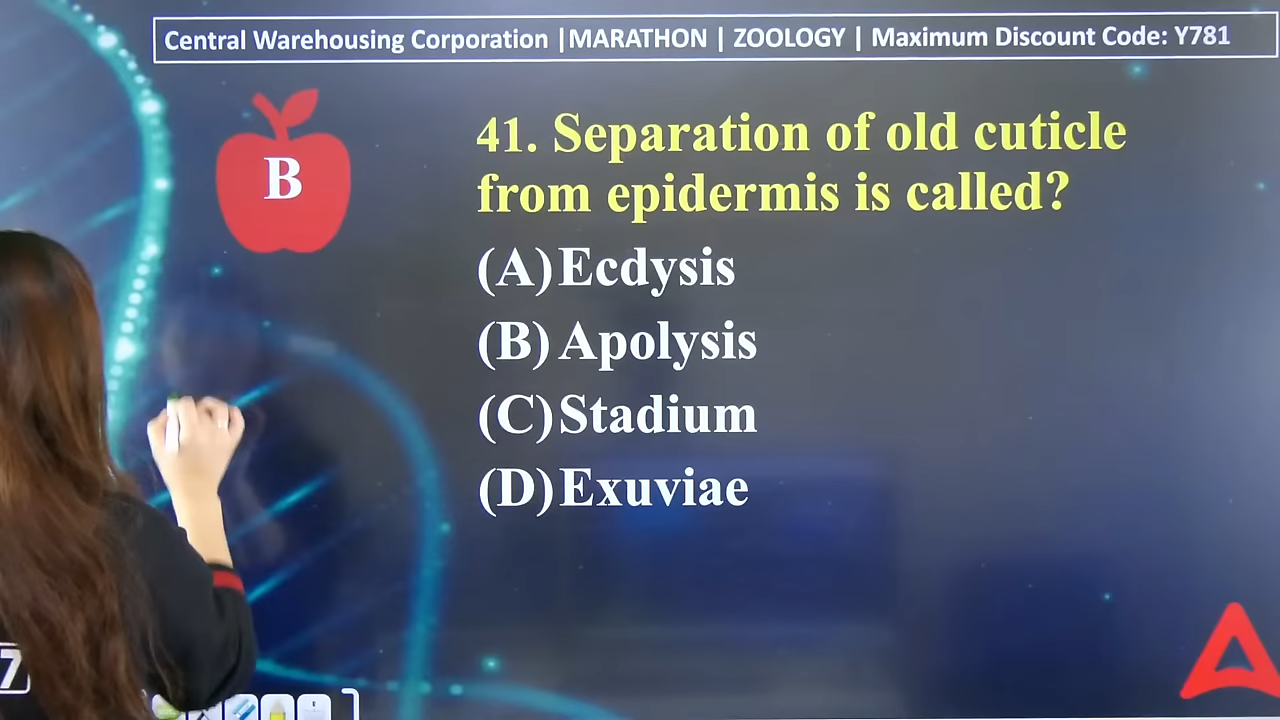 Central Warehousing Corporation |MARATHON | ZOOLOGY | Maximum Discount Code: Y781
B
41. Separation of old cuticle
from epidermis is called?
(A) Ecdysis
(B) Apolysis
(C) Stadium
(D) Exuviae
7